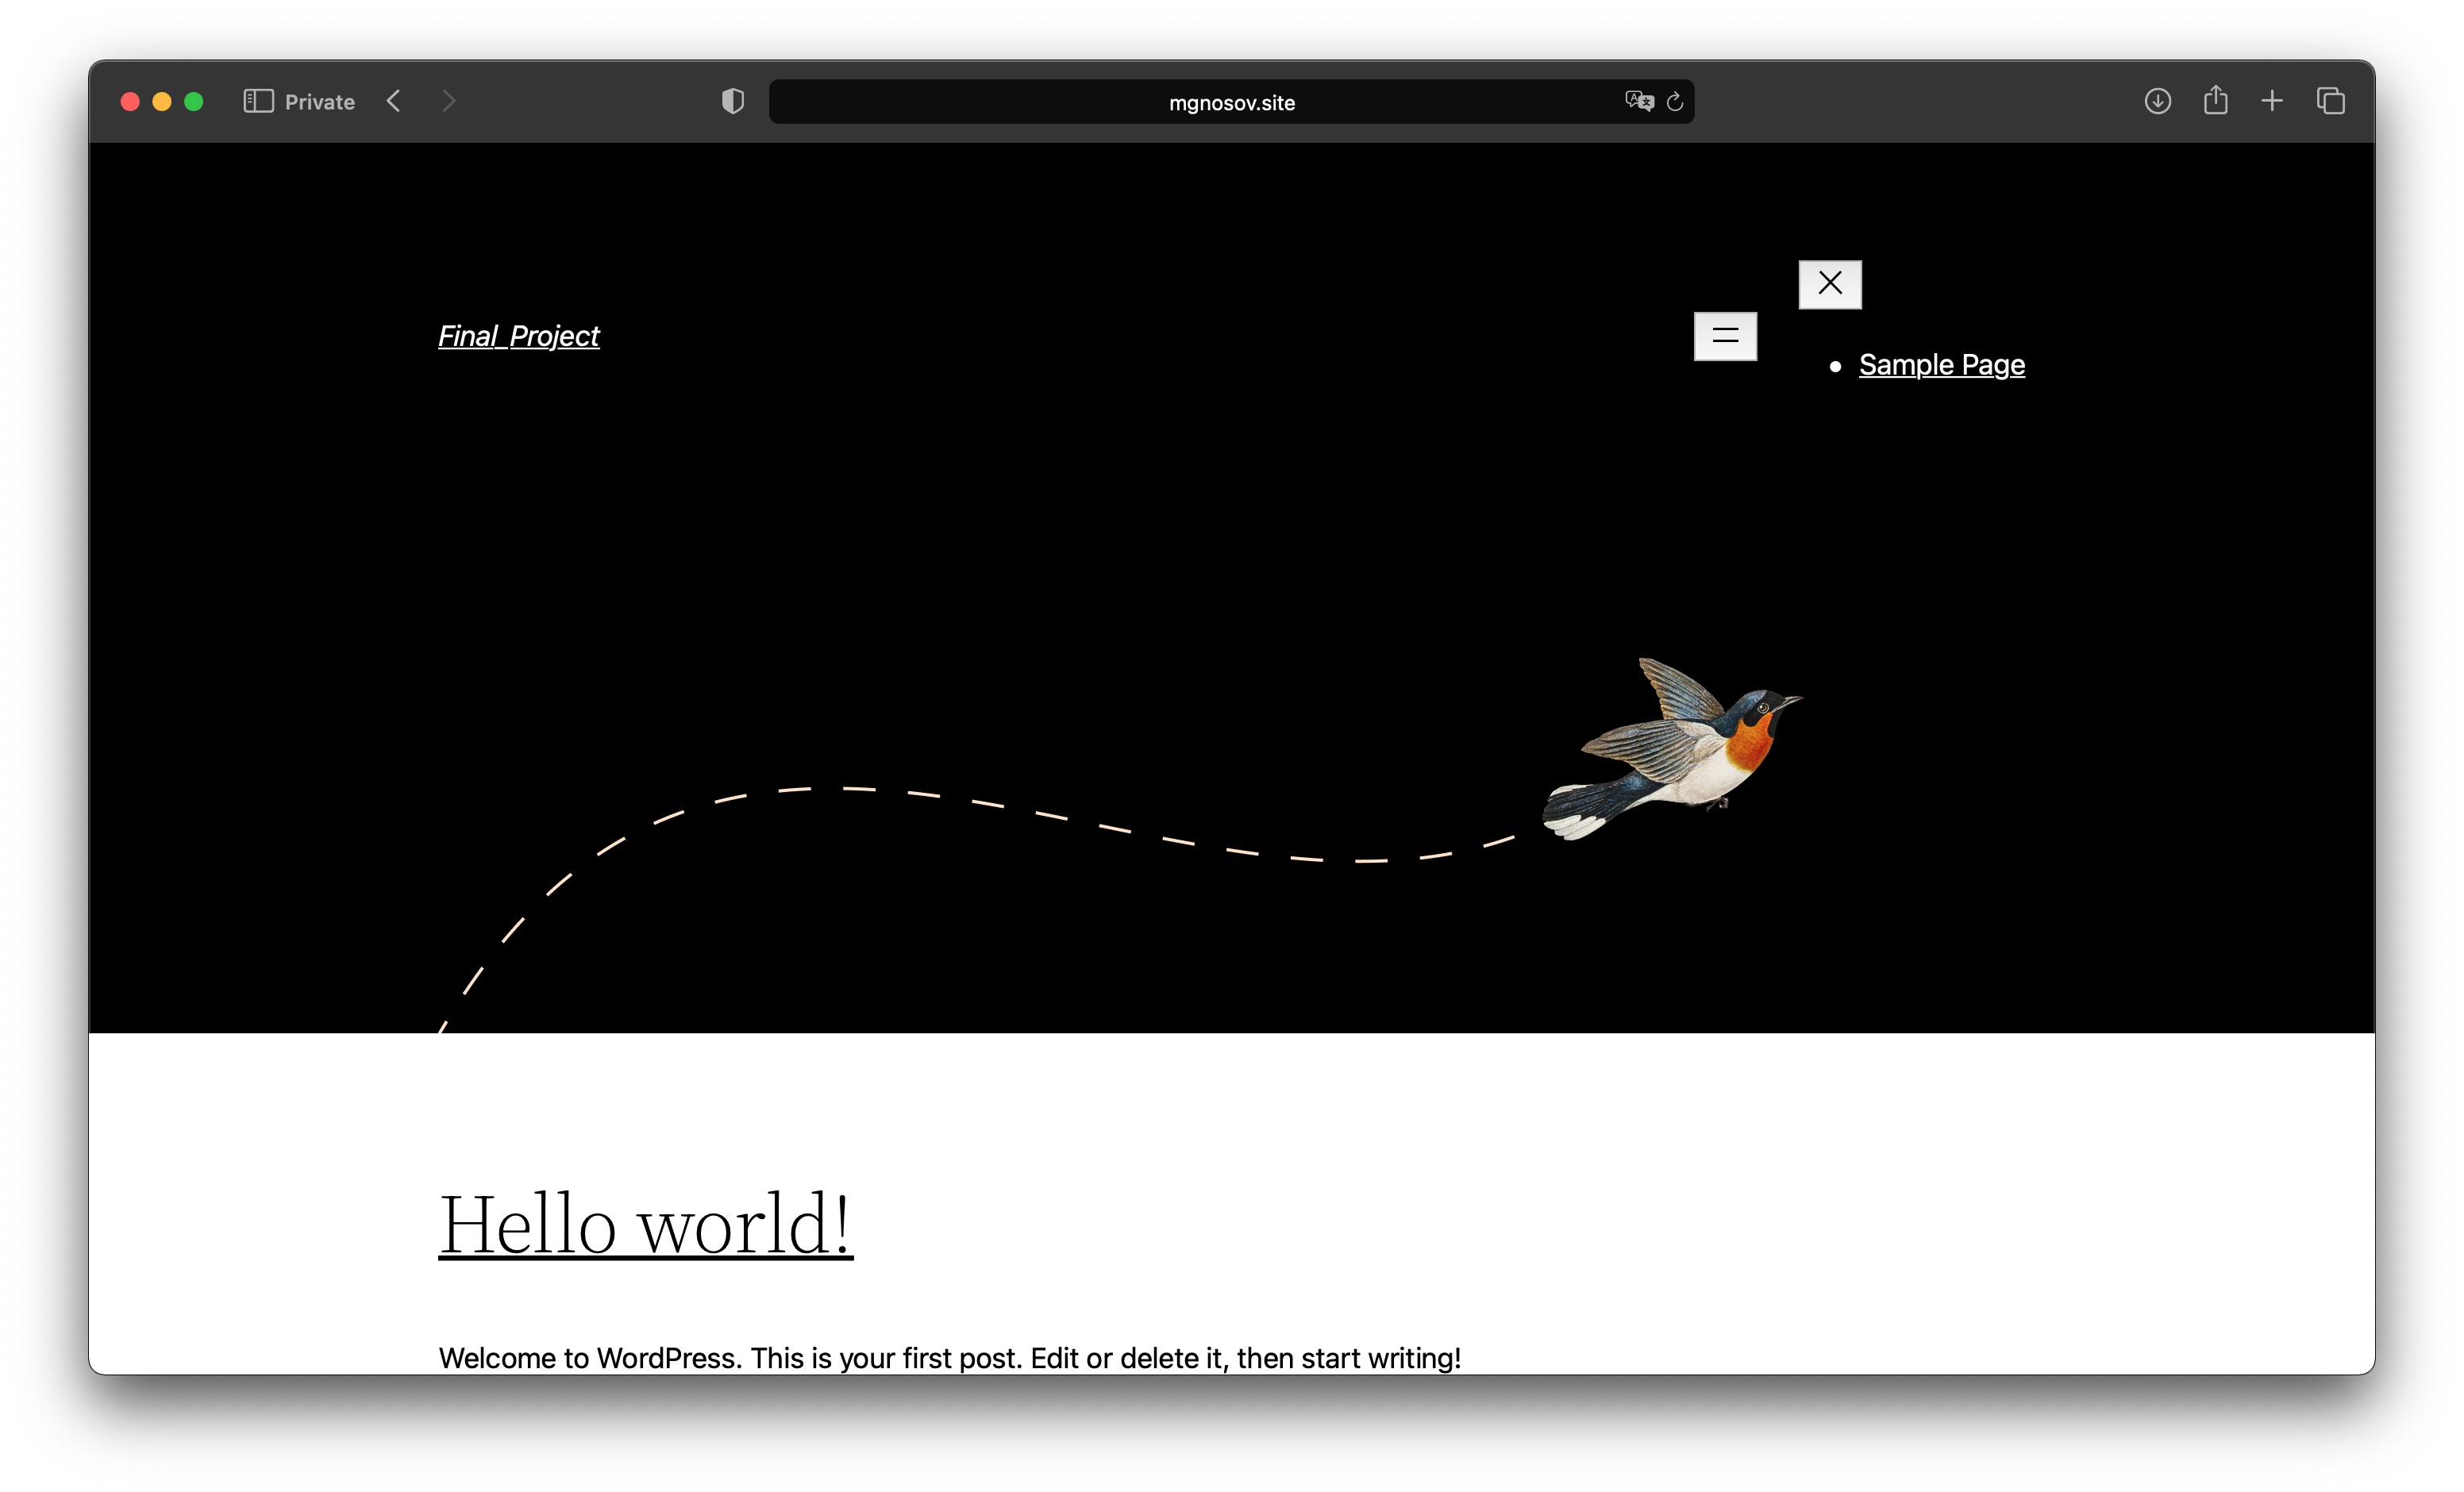 Private
mgnosov.site
Final_Project
Sample Page
Hello world!
Welcome to WordPress. This is your first post. Edit or delete it, then start writing!